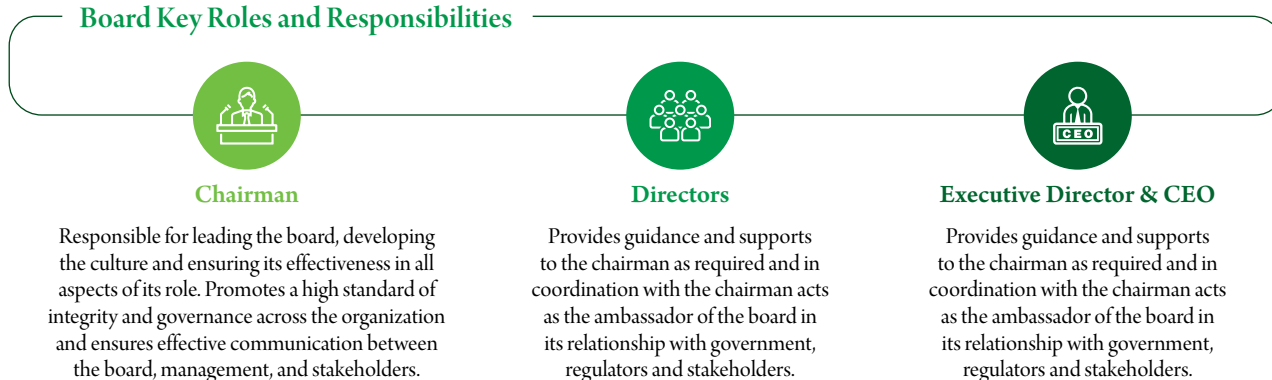 Board Key Roles and Responsibilities
Chairman
Responsible for leading the board, developing
the culture and ensuring its effectiveness in all
aspects of its role. Promotes a high standard of
integrity and governance across the organization
and ensures effective communication between
the board, management, and stakeholders.
Directors
Provides guidance and supports
to the chairman as required and in
coordination with the chairman acts
as the ambassador of the board in
its relationship with government,
regulators and stakeholders.
CEO
Executive Director & CEO
Provides guidance and supports
to the chairman as required and in
coordination with the chairman acts
as the ambassador of the board in
its relationship with government,
regulators and stakeholders.